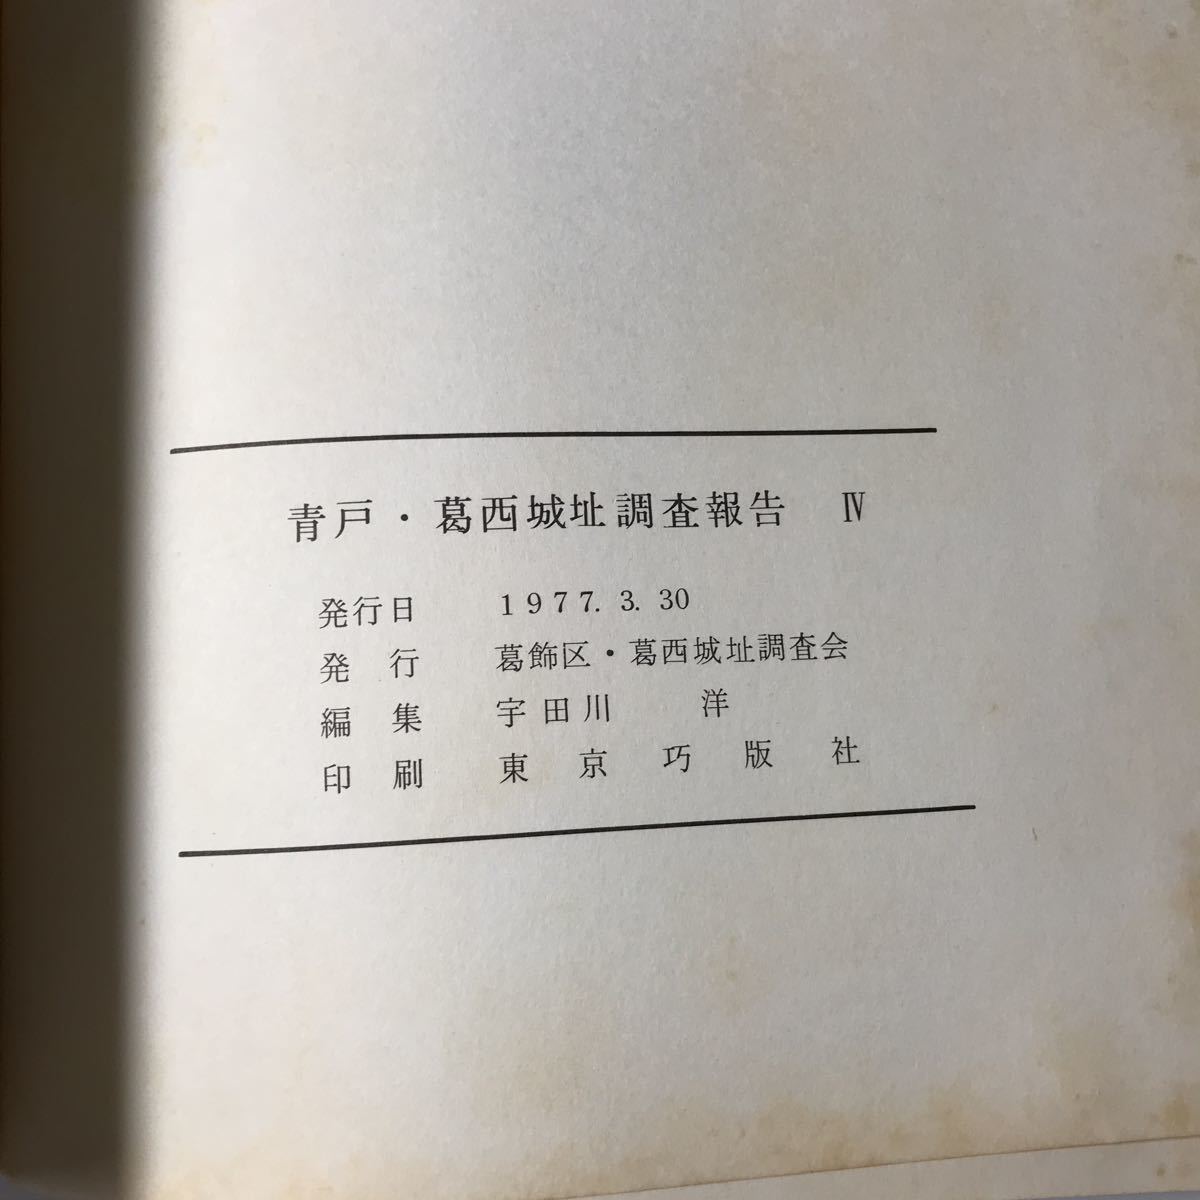 青戸・葛西城址調査報告 Ⅳ
発行日 1977. 3. 30
発行 葛飾区・葛西城址調査会
編集 宇田川 洋
印刷 東京巧版社